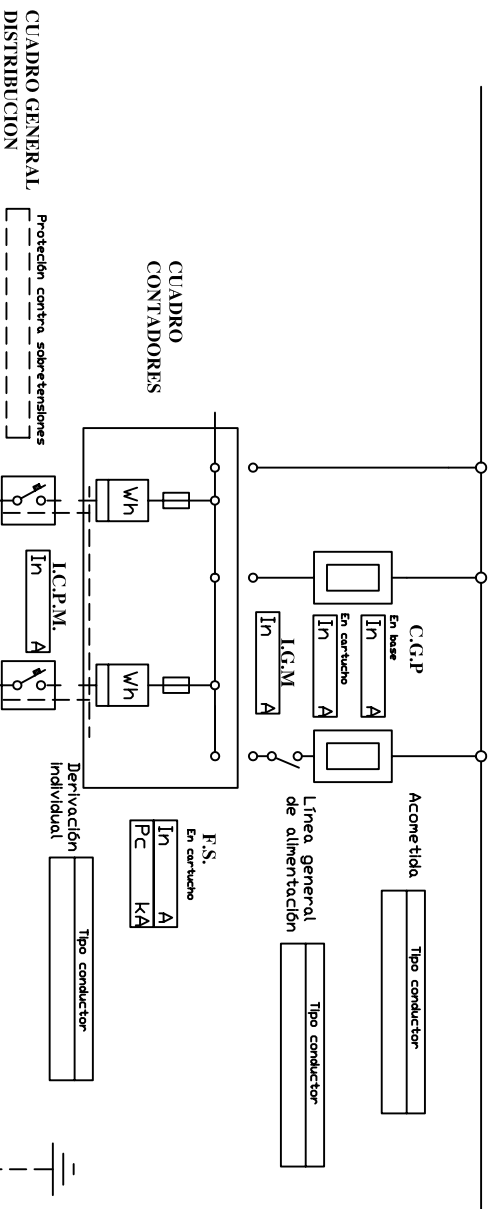 C.G.P
En base
In A
En cartucho
In A
I.G.M
In A
Acometida
Tipo conductor
Línea general
de alimentación
Tipo conductor
CUADRO
CONTADORES
Wh
Wh
F.S.
En cartucho
In A
Pc kA
Derivación
individual
Tipo conductor
I.C.P.M.
In A
CUADRO GENERAL
DISTRIBUCION
Proteción contra sobretensiones